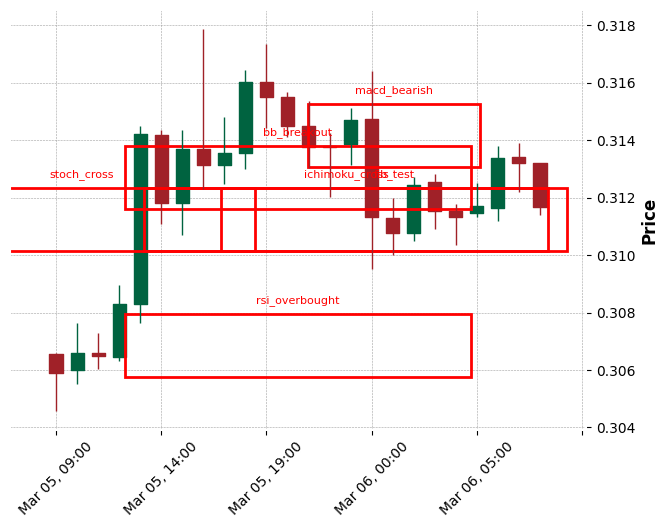 0.318
0.316
macd_bearish
0.314
bb_breakout
stoch_cross
0.312
0.310
Price
rsi_overbought
0.308
0.306
0.304
Mar 05, 09:00
Mar 05, 14:00
Mar 05, 19:00
Mar 06, 00:00
Mar 06, 05:00